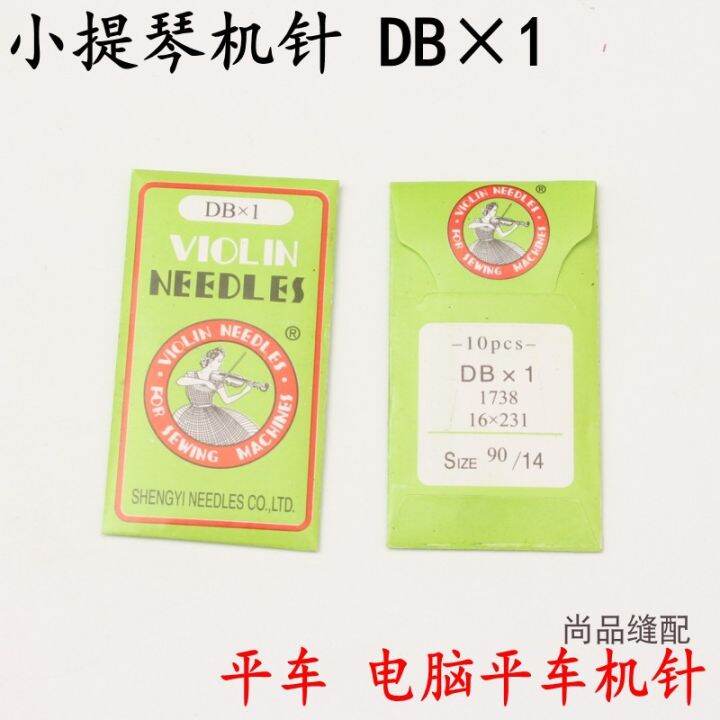 小提琴机针 DB×1
DB×1
VIOLIN
NEEDLES
®
VIOLIN NEEDLES
FOR SEWING MACHINES
SHENGYI NEEDLES CO.,LTD.
VIOLIN NEEDLES
®
FOR SEWING MACHINES
-10pcs-
DB×1
1738
16×231
SIZE 90/14
尚品缝配
平车 电脑平车机针